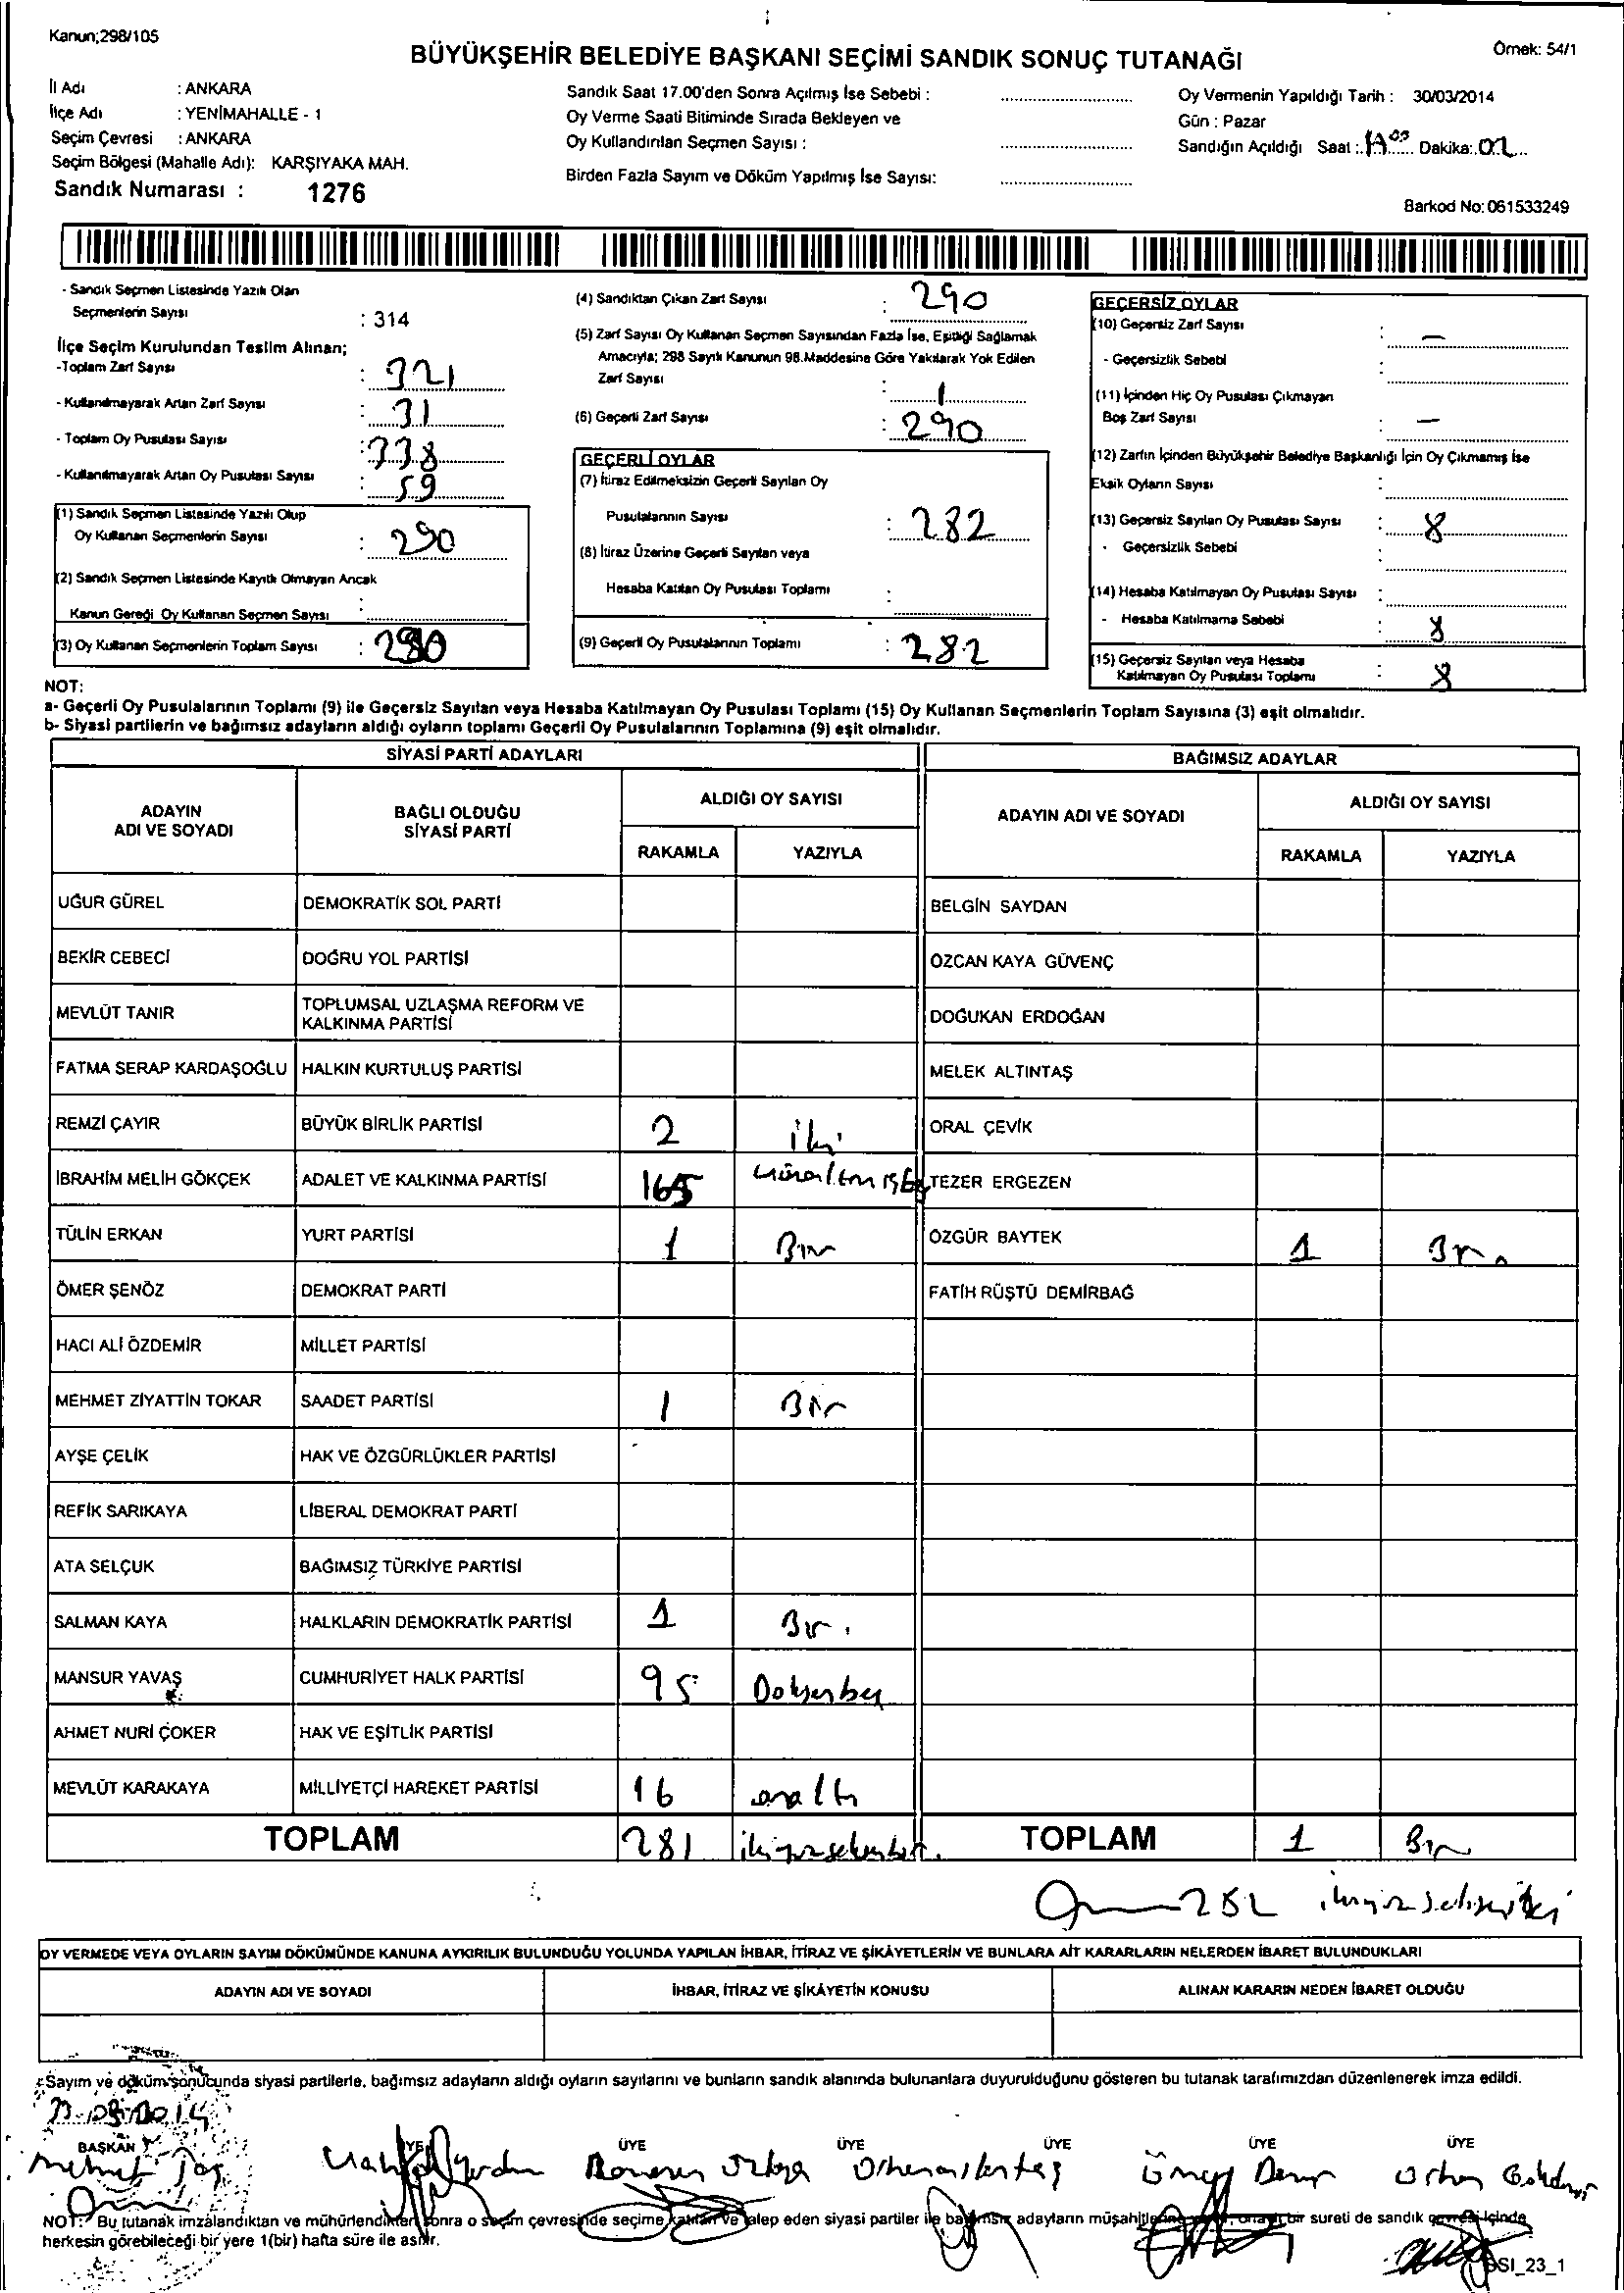 Kanun;298/105
BÜYÜKŞEHİR BELEDİYE BAŞKANI SEÇİMİ SANDIK SONUÇ TUTANAĞI
Örnek: 54/1
İl Adı : ANKARA
İlçe Adı : YENİMAHALLE - 1
Seçim Çevresi : ANKARA
Seçim Bölgesi (Mahalle Adı): KARŞIYAKA MAH.
Sandık Numarası : 1276
Sandık Saat 17.00'den Sonra Açılmış İse Sebebi :
Oy Verme Saati Bitiminde Sırada Bekleyen ve
Oy Kullandırılan Seçmen Sayısı :
Birden Fazla Sayım ve Döküm Yapılmış İse Sayısı:
Oy Vermenin Yapıldığı Tarih : 30/03/2014
Gün : Pazar
Sandığın Açıldığı Saat : Dakika:
Barkod No: 061533249
- Sandık Seçmen Listesinde Yazılı Olan
Seçmenlerin Sayısı : 314
İlçe Seçim Kurulundan Teslim Alınan;
-Toplam Zarf Sayısı : 321
- Kullanılmayarak Artan Zarf Sayısı : 31
- Toplam Oy Pusulası Sayısı : 338
- Kullanılmayarak Artan Oy Pusulası Sayısı : 59
(1) Sandık Seçmen Listesinde Yazılı Olup
Oy Kullanan Seçmenlerin Sayısı : 290
(2) Sandık Seçmen Listesinde Kayıtlı Olmayan Ancak
Kanun Gereği Oy Kullanan Seçmen Sayısı :
(3) Oy Kullanan Seçmenlerin Toplam Sayısı : 290
(4) Sandıktan Çıkan Zarf Sayısı : 290
(5) Zarf Sayısı Oy Kullanan Seçmen Sayısından Fazla İse, Eşitliği Sağlamak
Amacıyla; 298 Sayılı Kanunun 98.Maddesine Göre Yakılarak Yok Edilen
Zarf Sayısı :
(6) Geçerli Zarf Sayısı : 290
GEÇERLİ OYLAR
(7) İtiraz Edilmeksizin Geçerli Sayılan Oy
Pusulalarının Sayısı : 282
(8) İtiraz Üzerine Geçerli Sayılan veya
Hesaba Katılan Oy Pusulası Toplamı :
(9) Geçerli Oy Pusulalarının Toplamı : 282
GEÇERSİZ OYLAR
(10) Geçersiz Zarf Sayısı : —
- Geçersizlik Sebebi :
(11) İçinden Hiç Oy Pusulası Çıkmayan
Boş Zarf Sayısı : —
(12) Zarfın İçinden Büyükşehir Belediye Başkanlığı İçin Oy Çıkmamış İse
Eksik Oyların Sayısı :
(13) Geçersiz Sayılan Oy Pusulası Sayısı : 8
- Geçersizlik Sebebi :
(14) Hesaba Katılmayan Oy Pusulası Sayısı :
- Hesaba Katılmama Sebebi : 8
(15) Geçersiz Sayılan veya Hesaba
Katılmayan Oy Pusulası Toplamı : 8
NOT:
a- Geçerli Oy Pusulalarının Toplamı (9) ile Geçersiz Sayılan veya Hesaba Katılmayan Oy Pusulası Toplamı (15) Oy Kullanan Seçmenlerin Toplam Sayısına (3) eşit olmalıdır.
b- Siyasi partilerin ve bağımsız adayların aldığı oyların toplamı Geçerli Oy Pusulalarının Toplamına (9) eşit olmalıdır.
SİYASİ PARTİ ADAYLARI BAĞIMSIZ ADAYLAR
ADAYIN ADI VE SOYADI BAĞLI OLDUĞU SİYASİ PARTİ ALDIĞI OY SAYISI ADAYIN ADI VE SOYADI ALDIĞI OY SAYISI
RAKAMLA YAZIYLA RAKAMLA YAZIYLA
UĞUR GÜREL DEMOKRATİK SOL PARTİ BELGİN SAYDAN
BEKİR CEBECİ DOĞRU YOL PARTİSİ ÖZCAN KAYA GÜVENÇ
MEVLÜT TANIR TOPLUMSAL UZLAŞMA REFORM VE KALKINMA PARTİSİ DOĞUKAN ERDOĞAN
FATMA SERAP KARDAŞOĞLU HALKIN KURTULUŞ PARTİSİ MELEK ALTINTAŞ
REMZİ ÇAYIR BÜYÜK BİRLİK PARTİSİ 2 iki ORAL ÇEVİK
İBRAHİM MELİH GÖKÇEK ADALET VE KALKINMA PARTİSİ 165 TEZER ERGEZEN
TÜLİN ERKAN YURT PARTİSİ 1 Bir ÖZGÜR BAYTEK 1 Bir
ÖMER ŞENÖZ DEMOKRAT PARTİ FATİH RÜŞTÜ DEMİRBAĞ
HACI ALİ ÖZDEMİR MİLLET PARTİSİ
MEHMET ZİYATTİN TOKAR SAADET PARTİSİ 1 Bir
AYŞE ÇELİK HAK VE ÖZGÜRLÜKLER PARTİSİ
REFİK SARIKAYA LİBERAL DEMOKRAT PARTİ
ATA SELÇUK BAĞIMSIZ TÜRKİYE PARTİSİ
SALMAN KAYA HALKLARIN DEMOKRATİK PARTİSİ 1 Bir
MANSUR YAVAŞ CUMHURİYET HALK PARTİSİ 95 Doksanbeş
AHMET NURİ ÇOKER HAK VE EŞİTLİK PARTİSİ
MEVLÜT KARAKAYA MİLLİYETÇİ HAREKET PARTİSİ 16 onaltı
TOPLAM 281 ikiyüzseksenbir. TOPLAM 1 Bir
282 ikiyüzsekseniki
OY VERMEDE VEYA OYLARIN SAYIM DÖKÜMÜNDE KANUNA AYKIRILIK BULUNDUĞU YOLUNDA YAPILAN İHBAR, İTİRAZ VE ŞİKÂYETLERİN VE BUNLARA AİT KARARLARIN NELERDEN İBARET BULUNDUKLARI
ADAYIN ADI VE SOYADI İHBAR, İTİRAZ VE ŞİKÂYETİN KONUSU ALINAN KARARIN NEDEN İBARET OLDUĞU
Sayım ve döküm sonucunda siyasi partilerle, bağımsız adayların aldığı oyların sayılarını ve bunların sandık alanında bulunanlara duyurulduğunu gösteren bu tutanak tarafımızdan düzenlenerek imza edildi.
BAŞKAN ÜYE ÜYE ÜYE ÜYE ÜYE ÜYE
NOT: Bu tutanak imzalandıktan ve mühürlendikten sonra o seçim çevresinde seçime katılan ve talep eden siyasi partiler ile bağımsız adayların müşahitlerine onaylı bir sureti de sandık çevresi içinde
herkesin görebileceği bir yere 1(bir) hafta süre ile asılır.
SSI_23_1